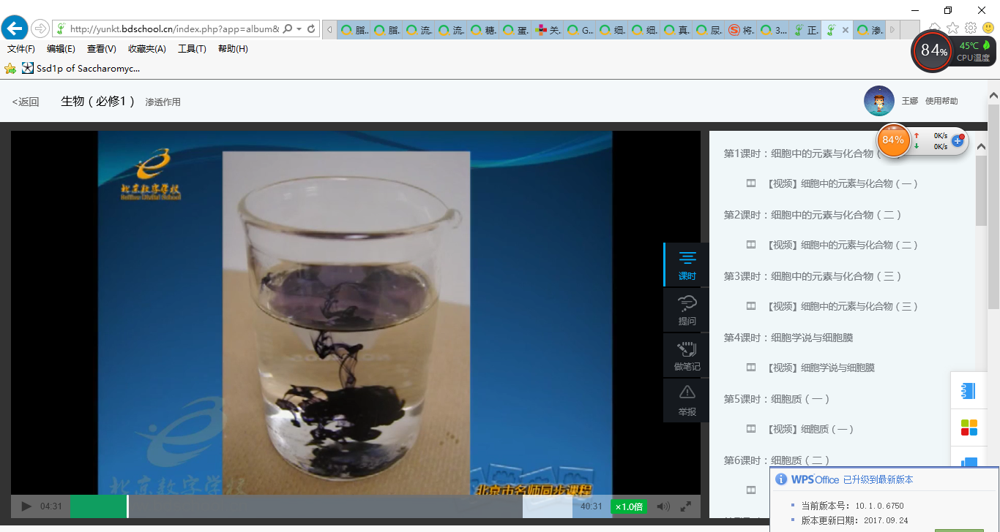 http://yunkt.bdschool.cn/index.php?app=album&
脂.
脂.
流.
流.
糖.
蛋.
关.
G..
细.
细.
真.
尿.
将.
3...
正.
渗.
文件(F) 编辑(E) 查看(V) 收藏夹(A) 工具(T) 帮助(H)
84%
45℃
CPU温度
Ssd1p of Saccharomyc...
<返回 生物（必修1） 渗透作用
王娜 使用帮助
84%
0K/s
0K/s
北京数字学校
Beijing Digital School
第1课时：细胞中的元素与化合物（
【视频】细胞中的元素与化合物（一）
第2课时：细胞中的元素与化合物（二）
【视频】细胞中的元素与化合物（二）
第3课时：细胞中的元素与化合物（三）
【视频】细胞中的元素与化合物（三）
第4课时：细胞学说与细胞膜
【视频】细胞学说与细胞膜
第5课时：细胞质（一）
【视频】细胞质（一）
第6课时：细胞质（二）
课时
提问
做笔记
举报
北京数字学校
北京市名师同步课程
04:31 40:31 ×1.0倍
WPS Office 已升级到最新版本
当前版本号：10.1.0.6750
版本更新日期：2017.09.24